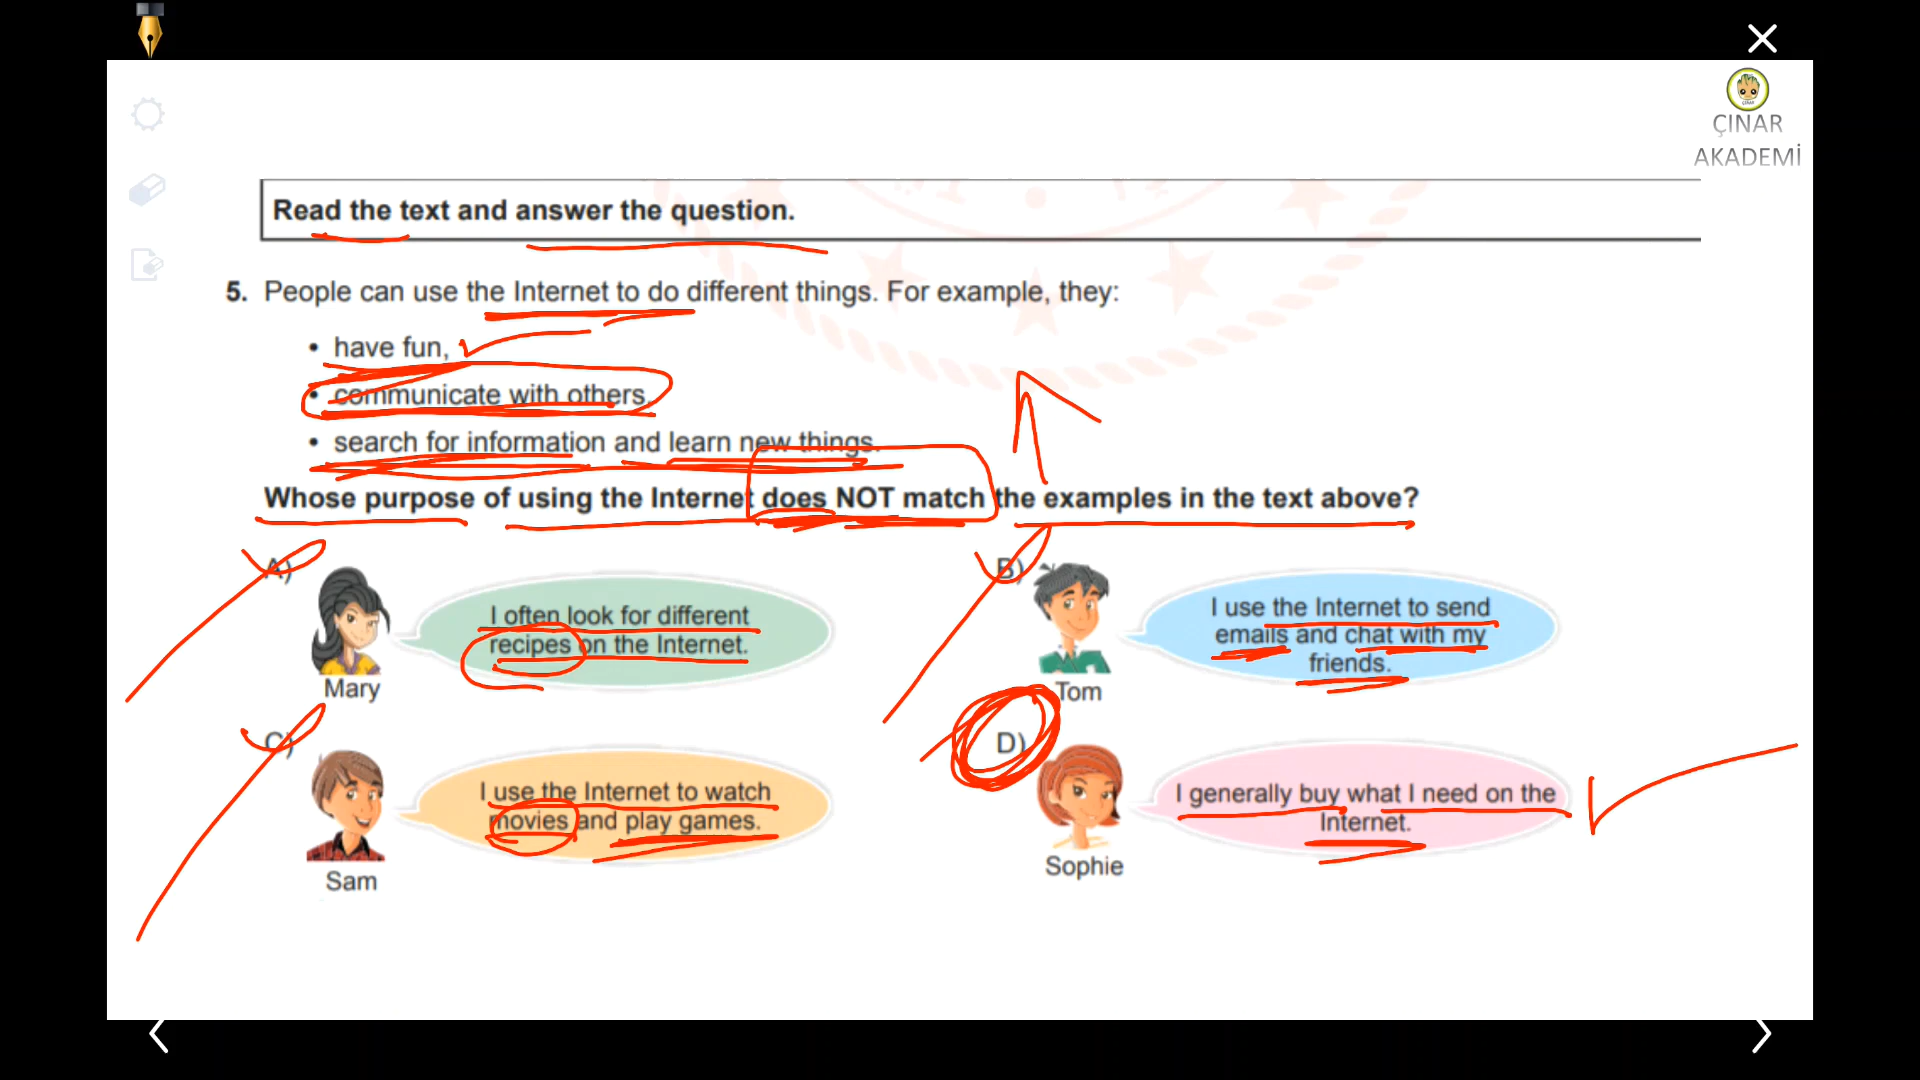 ÇINAR
AKADEMİ
Read the text and answer the question.
5. People can use the Internet to do different things. For example, they:
• have fun,
• communicate with others,
• search for information and learn new things.
Whose purpose of using the Internet does NOT match the examples in the text above?
A)
I often look for different
recipes on the Internet.
Mary
B)
I use the Internet to send
emails and chat with my
friends.
Tom
C)
I use the Internet to watch
movies and play games.
Sam
D)
I generally buy what I need on the
Internet.
Sophie